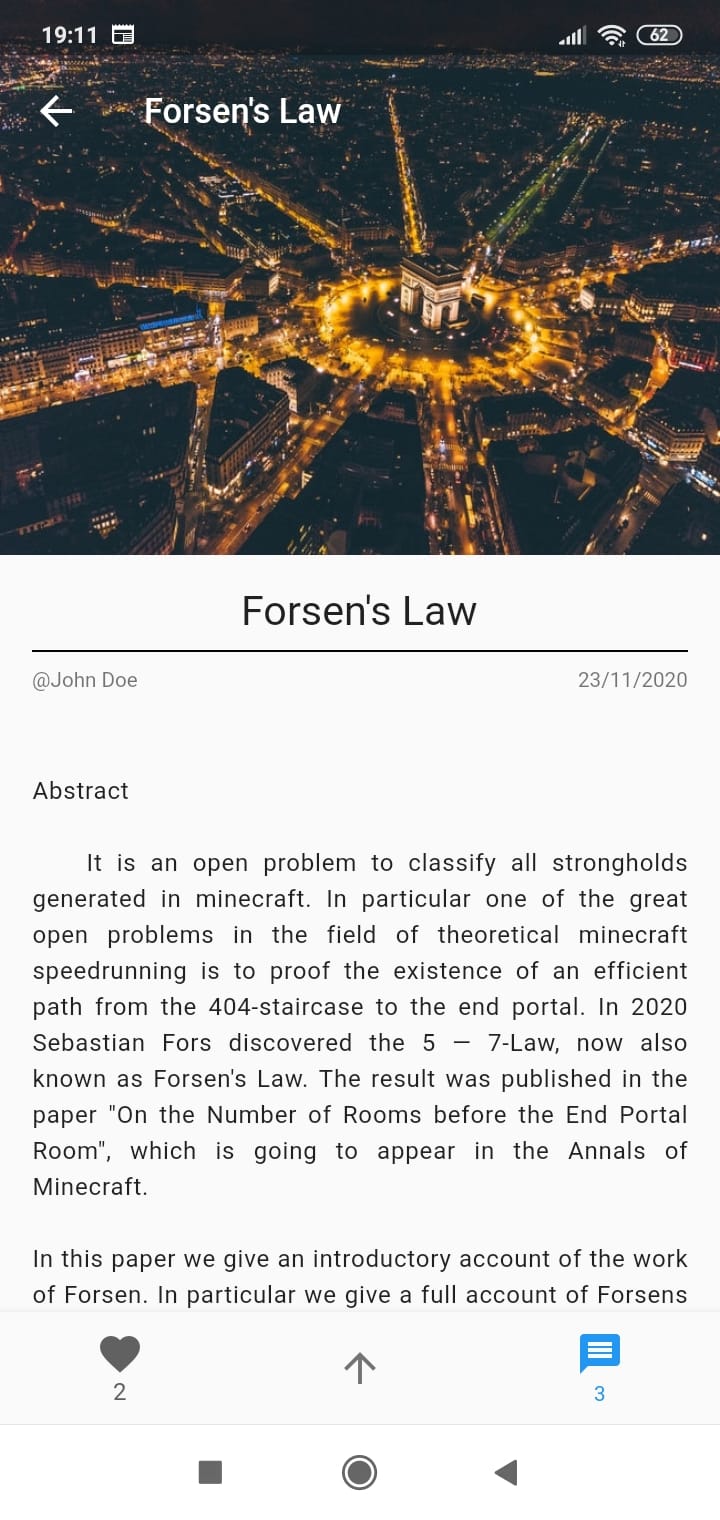 19:11
62
Forsen's Law
Forsen's Law
@John Doe
23/11/2020
Abstract
It is an open problem to classify all strongholds
generated in minecraft. In particular one of the great
open problems in the field of theoretical minecraft
speedrunning is to proof the existence of an efficient
path from the 404-staircase to the end portal. In 2020
Sebastian Fors discovered the 5 — 7-Law, now also
known as Forsen's Law. The result was published in the
paper "On the Number of Rooms before the End Portal
Room", which is going to appear in the Annals of
Minecraft.
In this paper we give an introductory account of the work
of Forsen. In particular we give a full account of Forsens
2
3